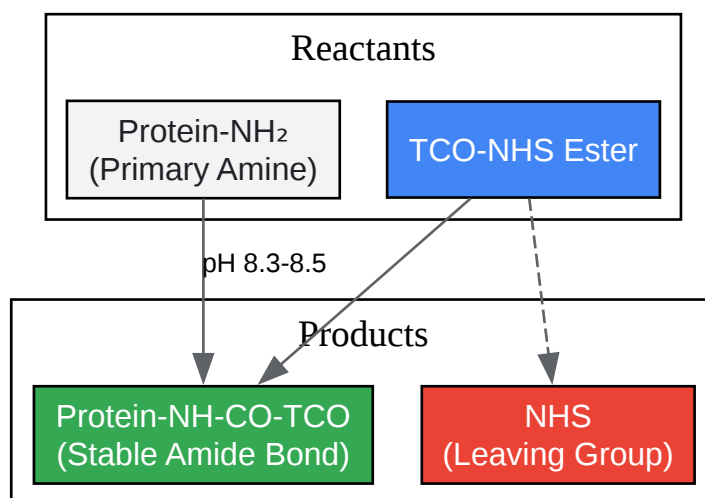 Reactants
Protein-NH₂
(Primary Amine)
TCO-NHS Ester
pH 8.3-8.5
Products
Protein-NH-CO-TCO
(Stable Amide Bond)
NHS
(Leaving Group)